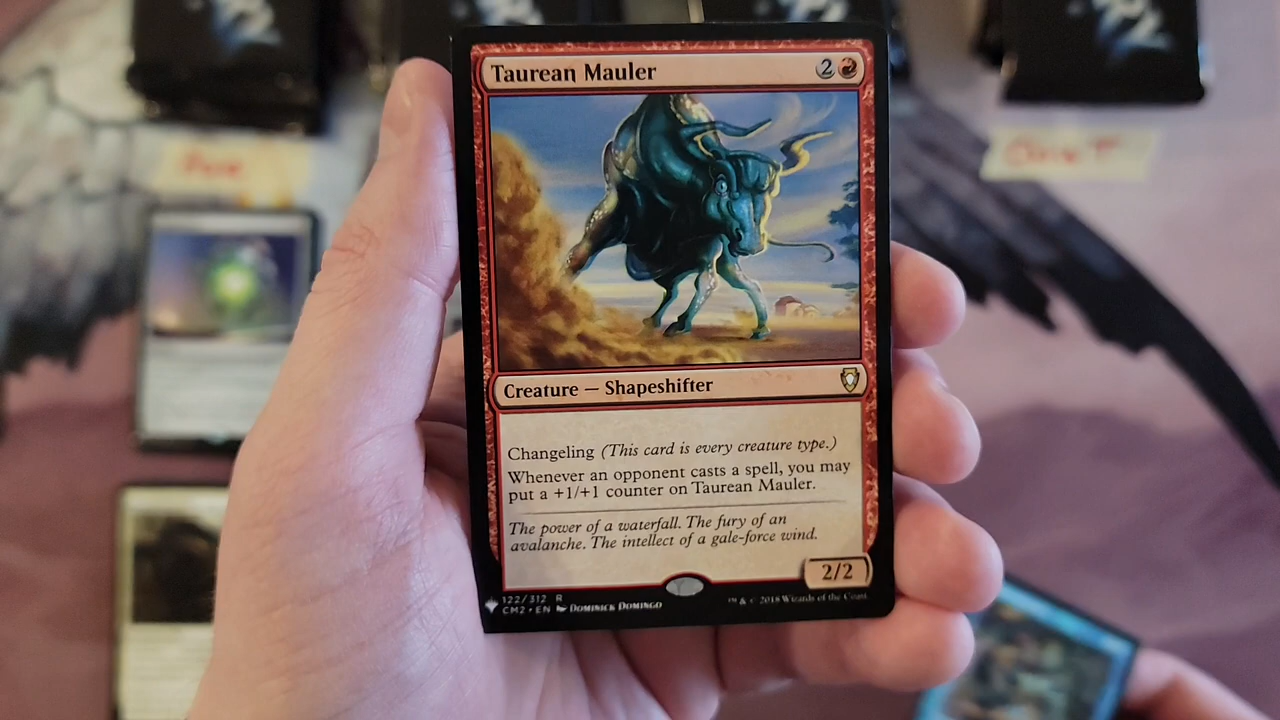 Taurean Mauler 2
Creature — Shapeshifter
Changeling (This card is every creature type.)
Whenever an opponent casts a spell, you may
put a +1/+1 counter on Taurean Mauler.
The power of a waterfall. The fury of an
avalanche. The intellect of a gale-force wind.
2/2
122/312 R
CM2 • EN Dominick Domingo
™ & © 2018 Wizards of the Coast